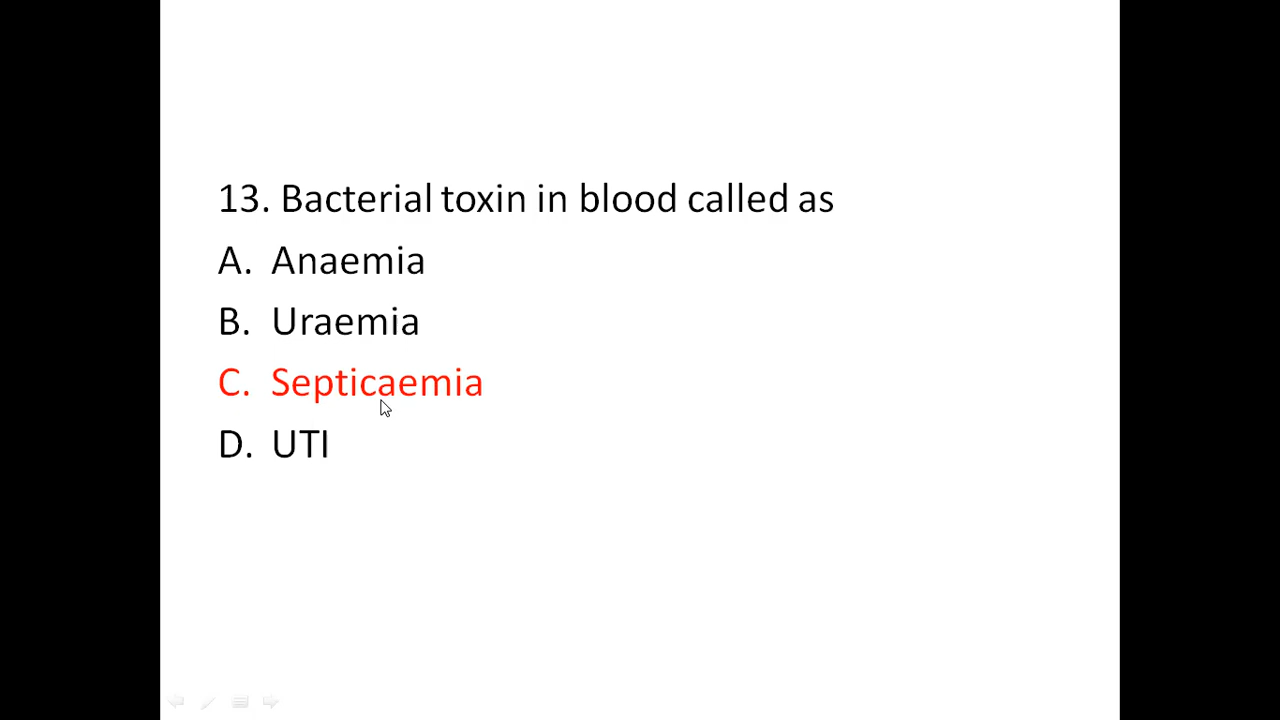 13. Bacterial toxin in blood called as
A. Anaemia
B. Uraemia
C. Septicaemia
D. UTI